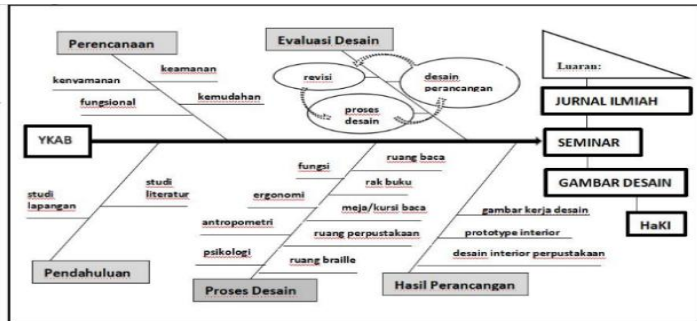 Perencanaan
kenyamanan
keamanan
fungsional
kemudahan
Evaluasi Desain
revisi
desain
perancangan
proses
desain
Luaran:
JURNAL ILMIAH
SEMINAR
GAMBAR DESAIN
HaKI
YKAB
studi
lapangan
studi
literatur
Pendahuluan
fungsi
ergonomi
antropometri
psikologi
ruang baca
rak buku
meja/kursi baca
ruang perpustakaan
ruang braille
Proses Desain
gambar kerja desain
prototype interior
desain interior perpustakaan
Hasil Perancangan